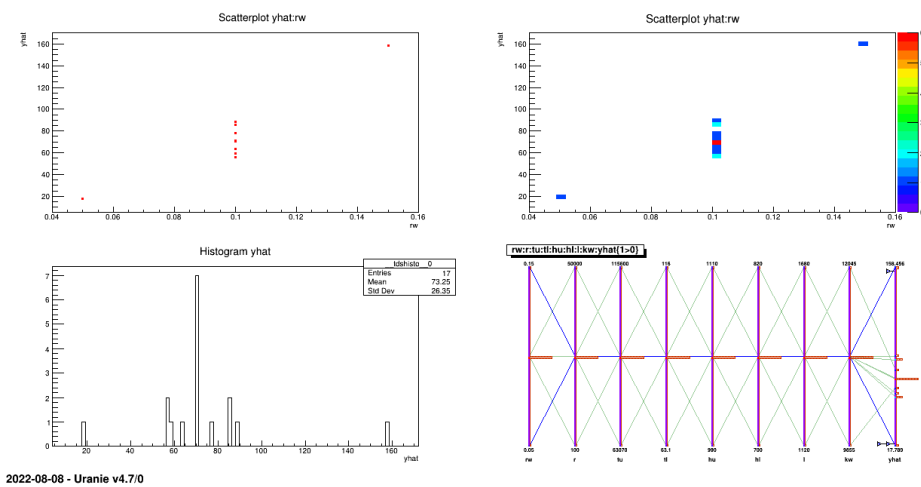 Scatterplot yhat:rw
yhat
160
140
120
100
80
60
40
20
0.04 0.06 0.08 0.1 0.12 0.14 0.16
rw
Scatterplot yhat:rw
yhat
160
140
120
100
80
60
40
20
0.04 0.06 0.08 0.1 0.12 0.14 0.16
rw
Histogram yhat
__tdshisto__0
Entries 17
Mean 73.25
Std Dev 26.35
7
6
5
4
3
2
1
0
20 40 60 80 100 120 140 160
yhat
rw:r:tu:tl:hu:hl:l:kw:yhat{1>0}
0.15 50000 115600 116 1110 820 1680 12045
0.05 100 63070 63.1 990 700 1120 9855 17.789
rw r tu tl hu hl l kw yhat
2022-08-08 - Uranie v4.7/0